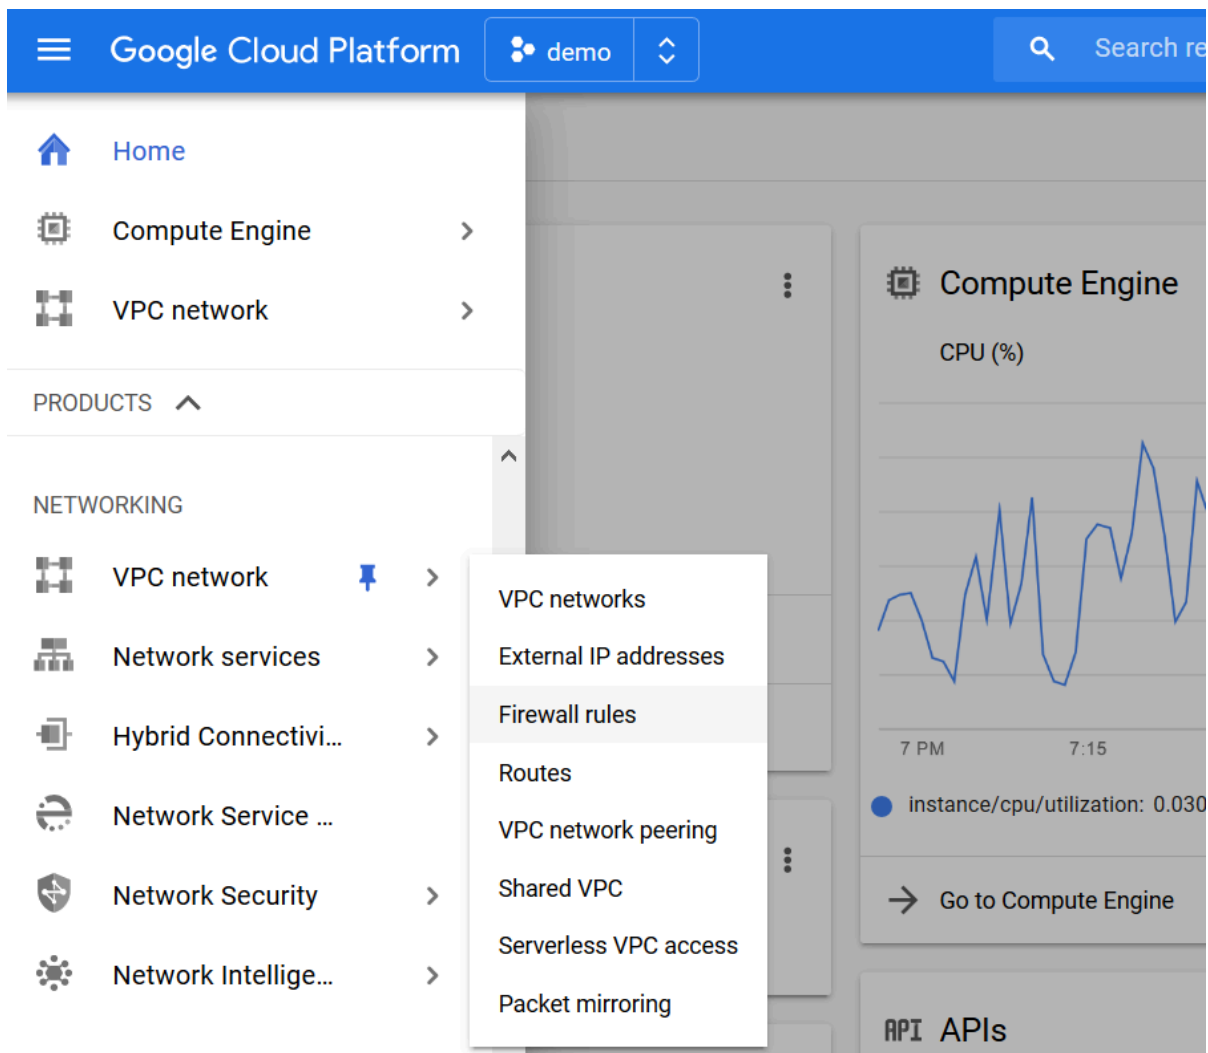 Google Cloud Platform
demo
Search re
Home
Compute Engine
VPC network
PRODUCTS
NETWORKING
VPC network
Network services
Hybrid Connectivi...
Network Service ...
Network Security
Network Intellige...
VPC networks
External IP addresses
Firewall rules
Routes
VPC network peering
Shared VPC
Serverless VPC access
Packet mirroring
Compute Engine
CPU (%)
7 PM 7:15
instance/cpu/utilization: 0.030
Go to Compute Engine
API APIs